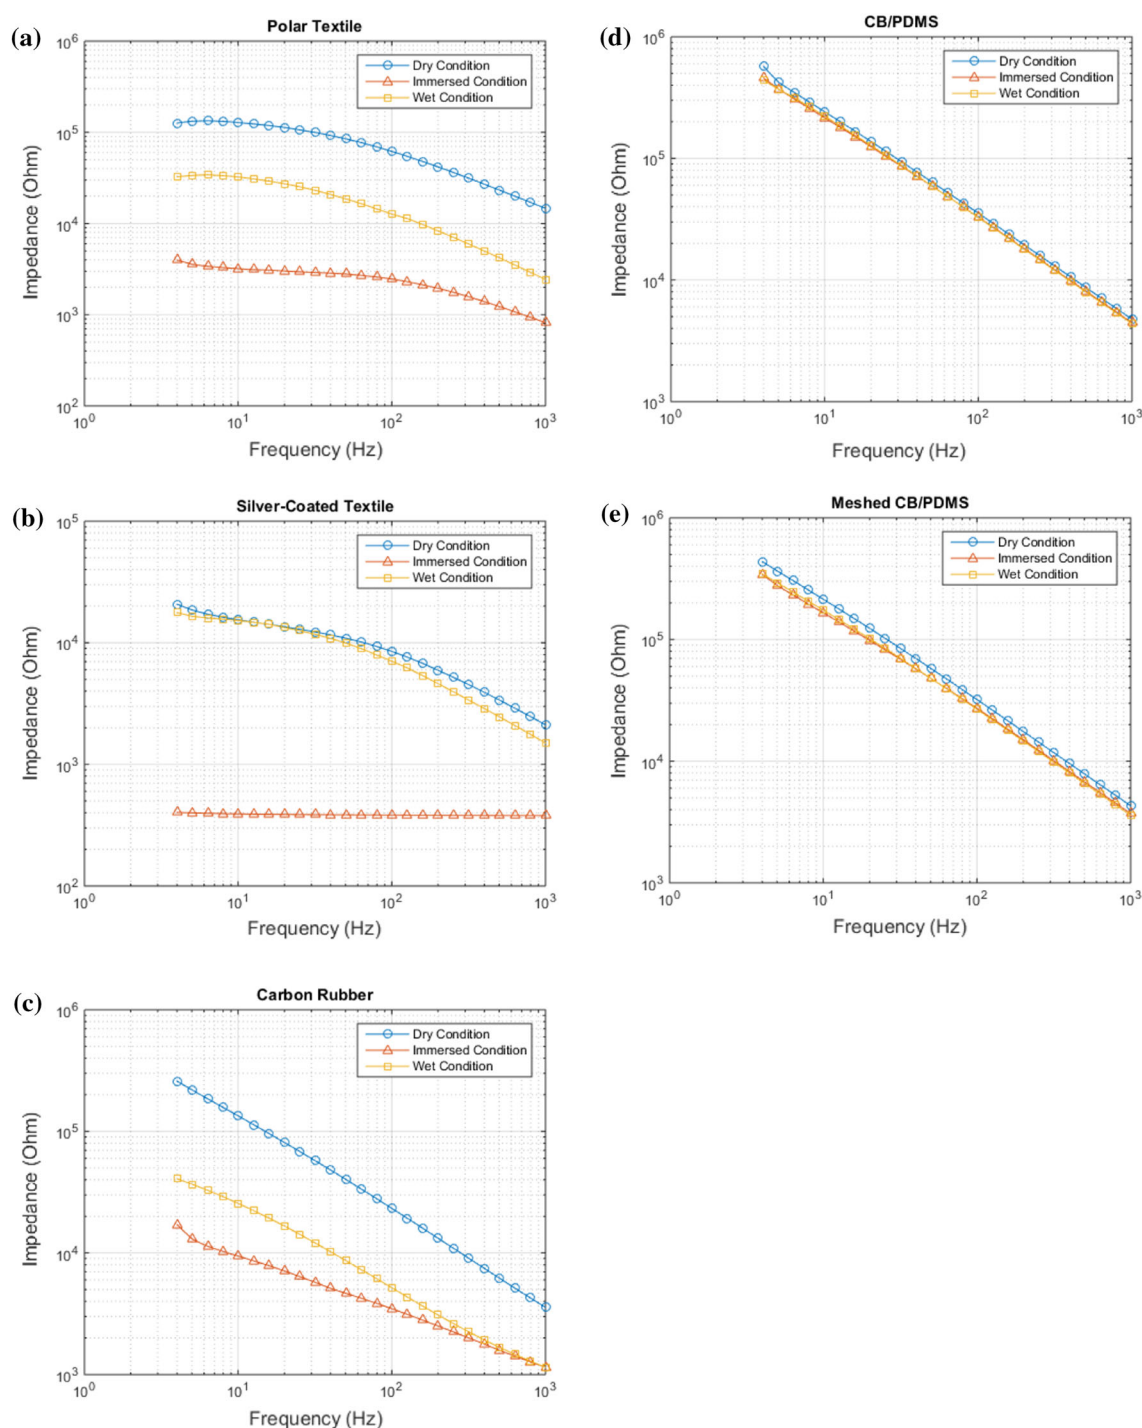 (a)
Polar Textile
10^6
10^5
10^4
10^3
10^2
Impedance (Ohm)
Dry Condition
Immersed Condition
Wet Condition
10^0 10^1 10^2 10^3
Frequency (Hz)
(d)
CB/PDMS
10^6
10^5
10^4
10^3
Impedance (Ohm)
Dry Condition
Immersed Condition
Wet Condition
10^0 10^1 10^2 10^3
Frequency (Hz)
(b)
Silver-Coated Textile
10^5
10^4
10^3
10^2
Impedance (Ohm)
Dry Condition
Immersed Condition
Wet Condition
10^0 10^1 10^2 10^3
Frequency (Hz)
(e)
Meshed CB/PDMS
10^6
10^5
10^4
10^3
Impedance (Ohm)
Dry Condition
Immersed Condition
Wet Condition
10^0 10^1 10^2 10^3
Frequency (Hz)
(c)
Carbon Rubber
10^6
10^5
10^4
10^3
Impedance (Ohm)
Dry Condition
Immersed Condition
Wet Condition
10^0 10^1 10^2 10^3
Frequency (Hz)